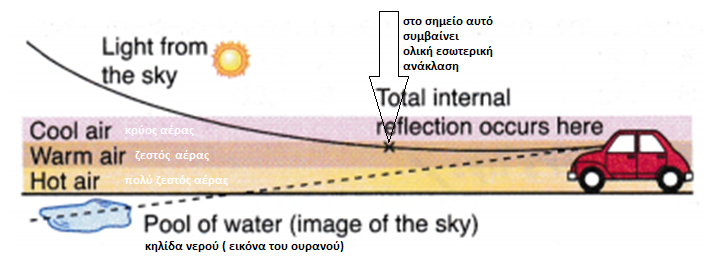 στο σημείο αυτό
συμβαίνει
ολική εσωτερική
ανάκλαση
Light from
the sky
Total internal
reflection occurs here
Cool air κρύος αέρας
Warm air ζεστός αέρας
Hot air πολύ ζεστός αέρας
Pool of water (image of the sky)
κηλίδα νερού ( εικόνα του ουρανού)